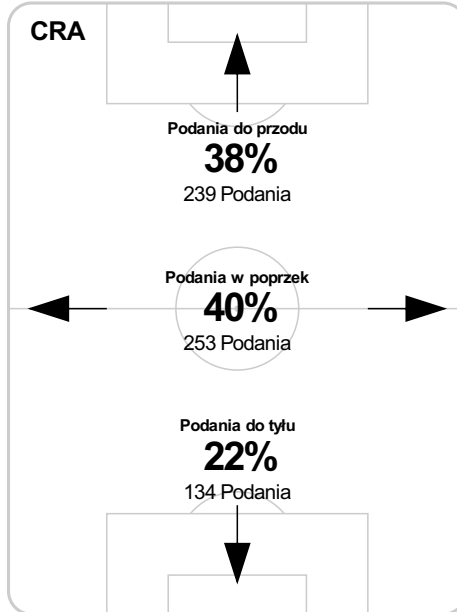 CRA
Podania do przodu
38%
239 Podania
Podania w poprzek
40%
253 Podania
Podania do tyłu
22%
134 Podania